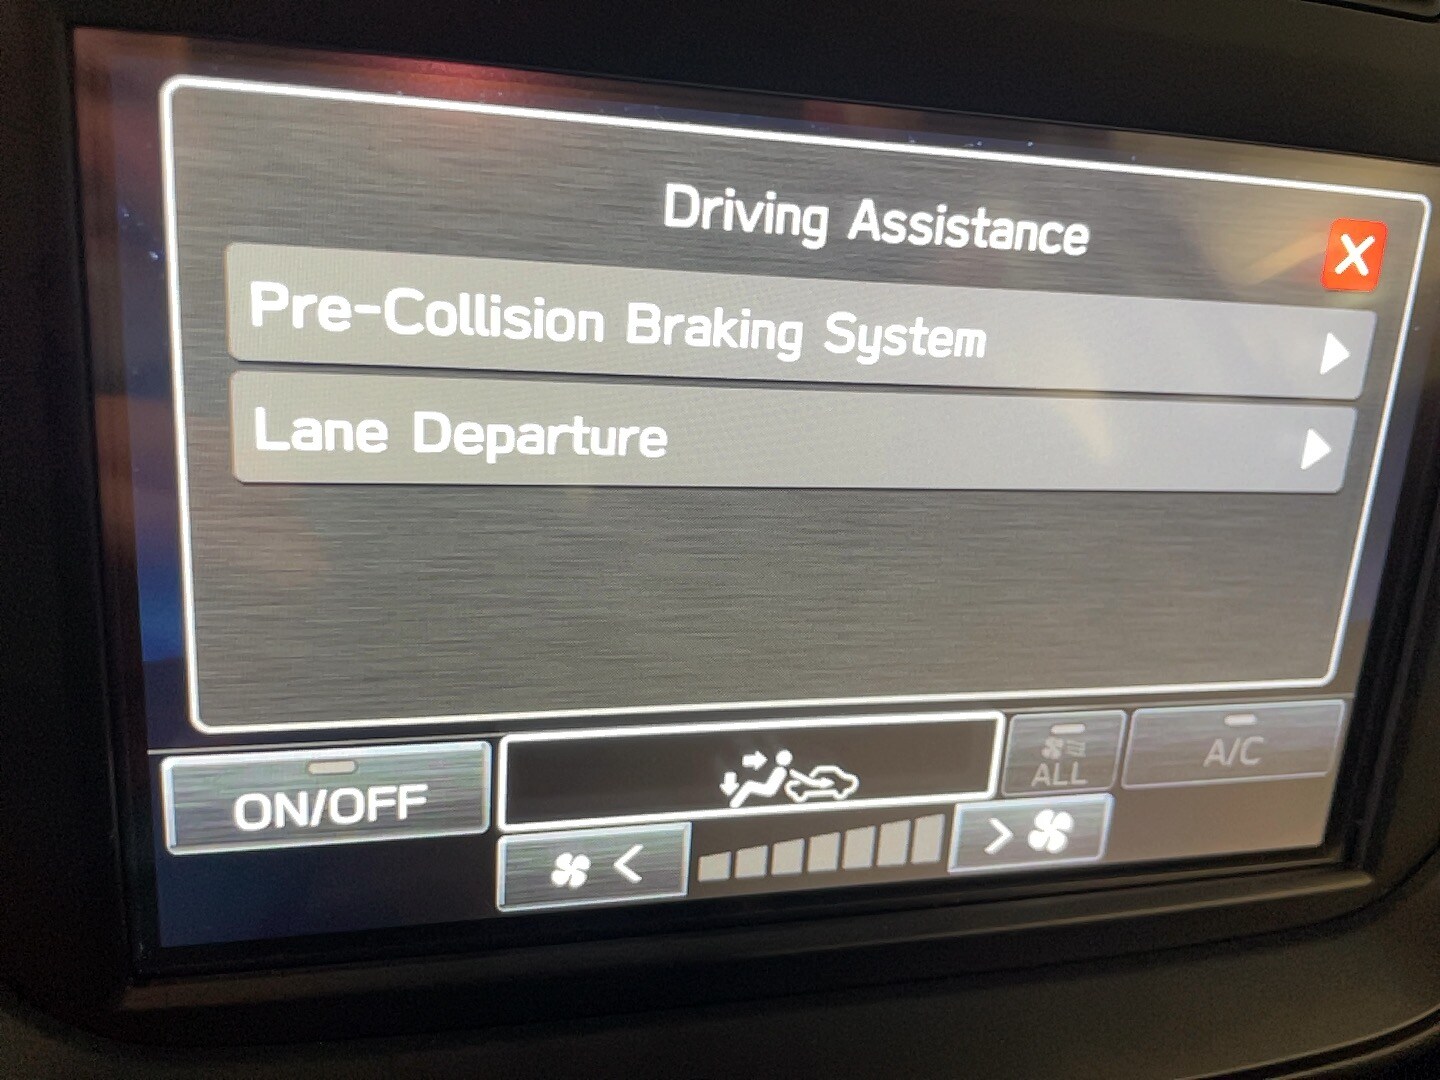 Driving Assistance
X
Pre-Collision Braking System
Lane Departure
ON/OFF
ALL
A/C